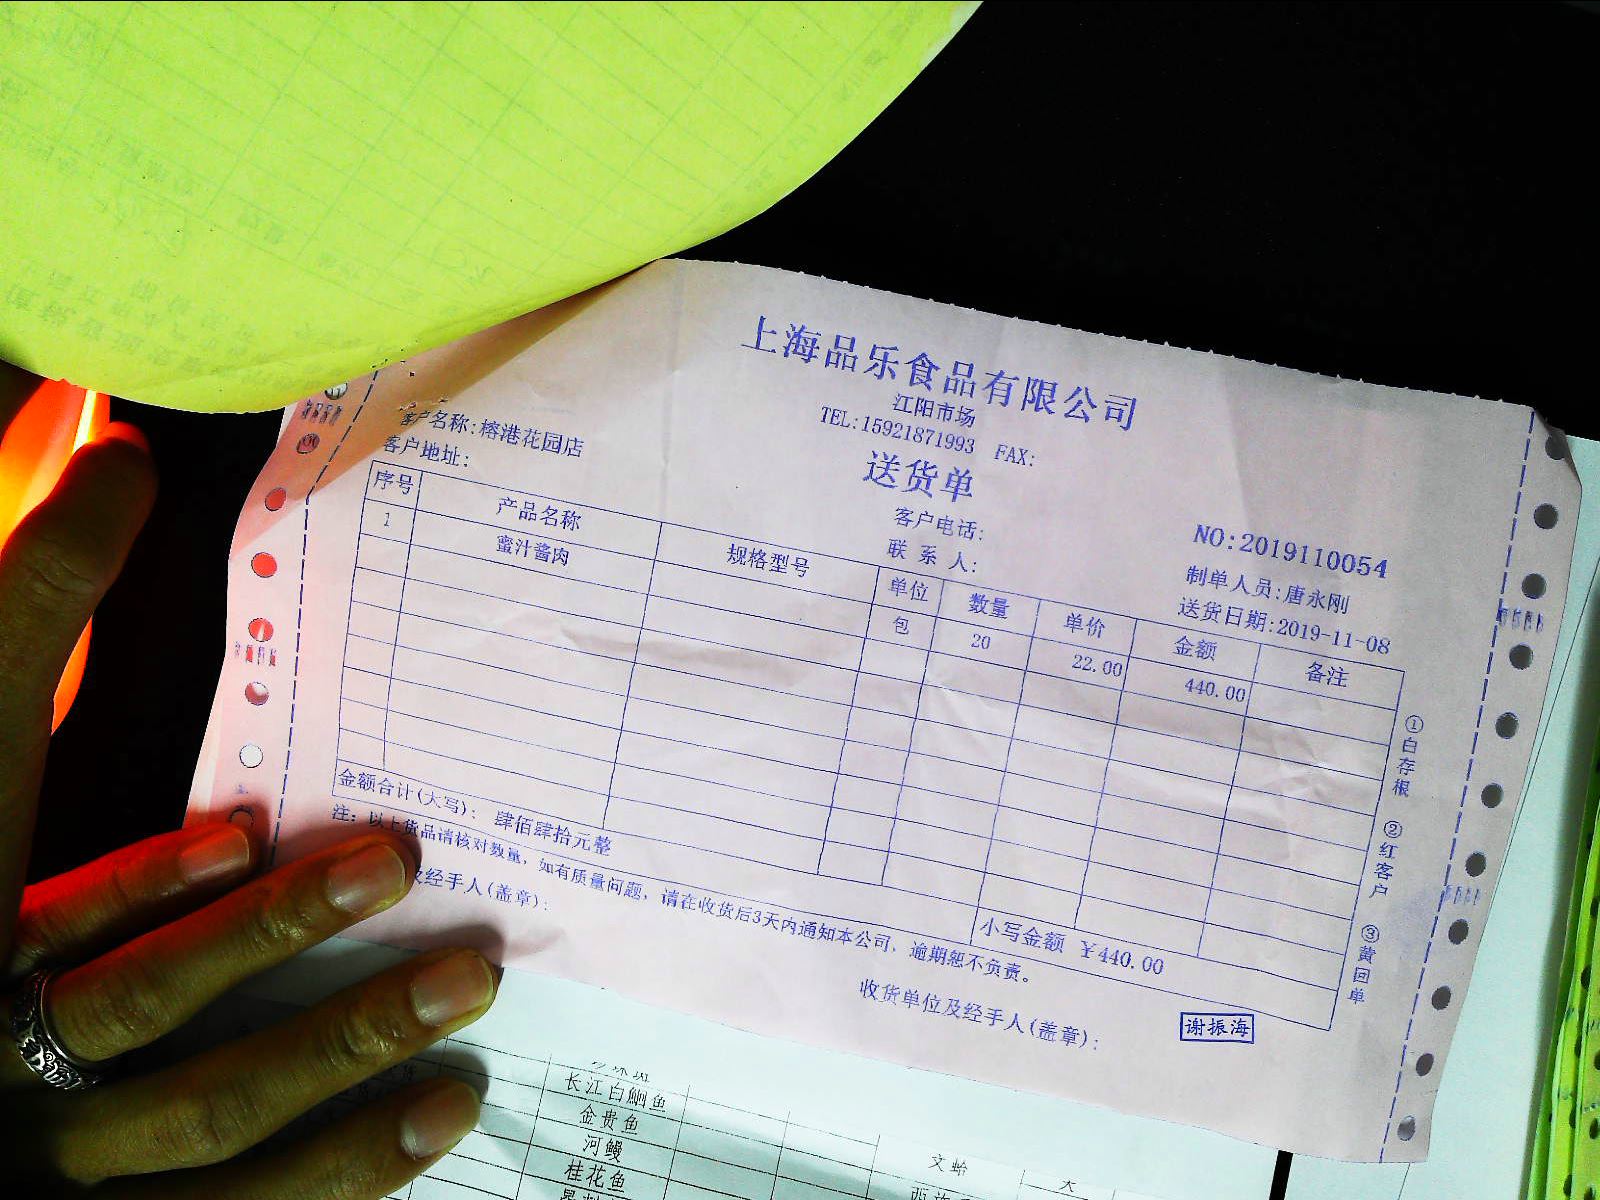 上海品乐食品有限公司
江阳市场
TEL:15921871993 FAX:
送货单
客户名称:榕港花园店
客户地址:
客户电话:
联 系 人:
NO:2019110054
制单人员:唐永刚
送货日期:2019-11-08
序号 产品名称 规格型号 单位 数量 单价 金额 备注
1 蜜汁酱肉 包 20 22.00 440.00
金额合计(大写): 肆佰肆拾元整
小写金额 ¥440.00
注: 以上货品请核对数量, 如有质量问题, 请在收货后3天内通知本公司, 逾期恕不负责。
及经手人(盖章):
收货单位及经手人(盖章):
谢振海
①白存根 ②红客户 ③黄回单
长江白鮰鱼
金贵鱼
河鳗
桂花鱼
文蛤
大